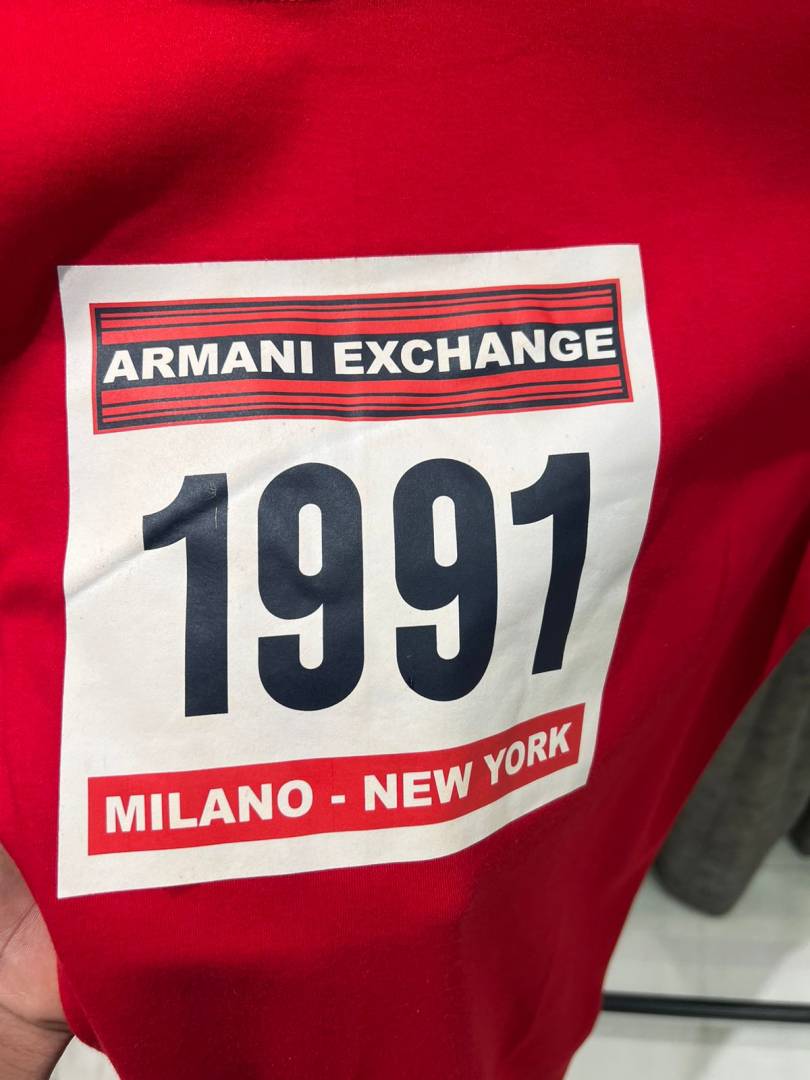 ARMANI EXCHANGE
1991
MILANO - NEW YORK